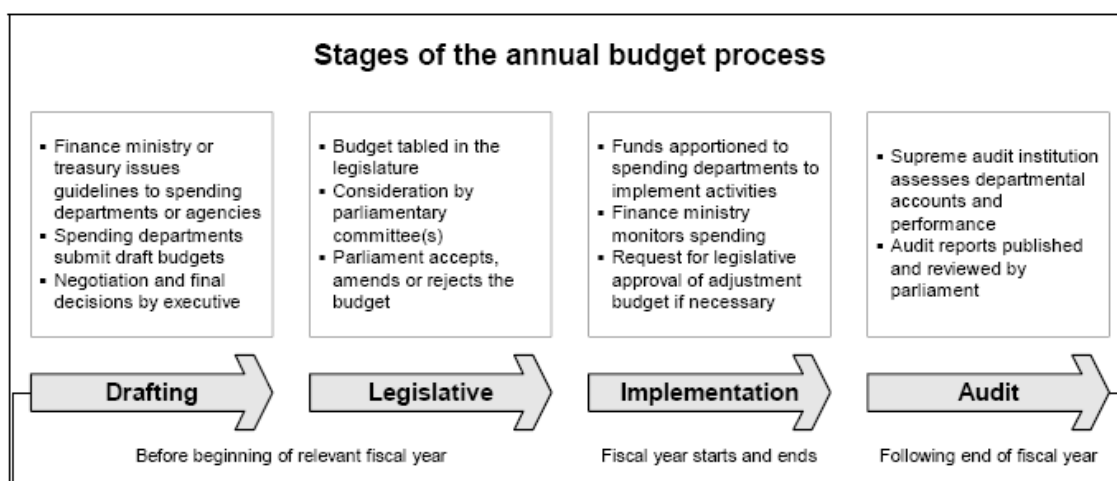 Stages of the annual budget process
▪ Finance ministry or
treasury issues
guidelines to spending
departments or agencies
▪ Spending departments
submit draft budgets
▪ Negotiation and final
decisions by executive
▪ Budget tabled in the
legislature
▪ Consideration by
parliamentary
committee(s)
▪ Parliament accepts,
amends or rejects the
budget
▪ Funds apportioned to
spending departments to
implement activities
▪ Finance ministry
monitors spending
▪ Request for legislative
approval of adjustment
budget if necessary
▪ Supreme audit institution
assesses departmental
accounts and
performance
▪ Audit reports published
and reviewed by
parliament
Drafting
Legislative
Implementation
Audit
Before beginning of relevant fiscal year
Fiscal year starts and ends
Following end of fiscal year